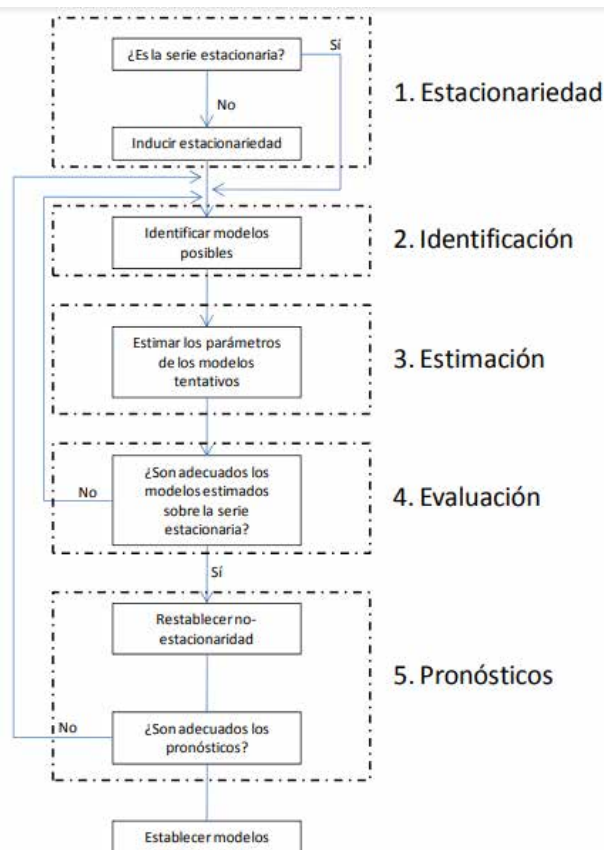 ¿Es la serie estacionaria?
Sí
No
Inducir estacionariedad
1. Estacionariedad
Identificar modelos
posibles
2. Identificación
Estimar los parámetros
de los modelos
tentativos
3. Estimación
¿Son adecuados los
modelos estimados
sobre la serie
estacionaria?
No
4. Evaluación
Sí
Restablecer no-
estacionaridad
5. Pronósticos
No
¿Son adecuados los
pronósticos?
Establecer modelos